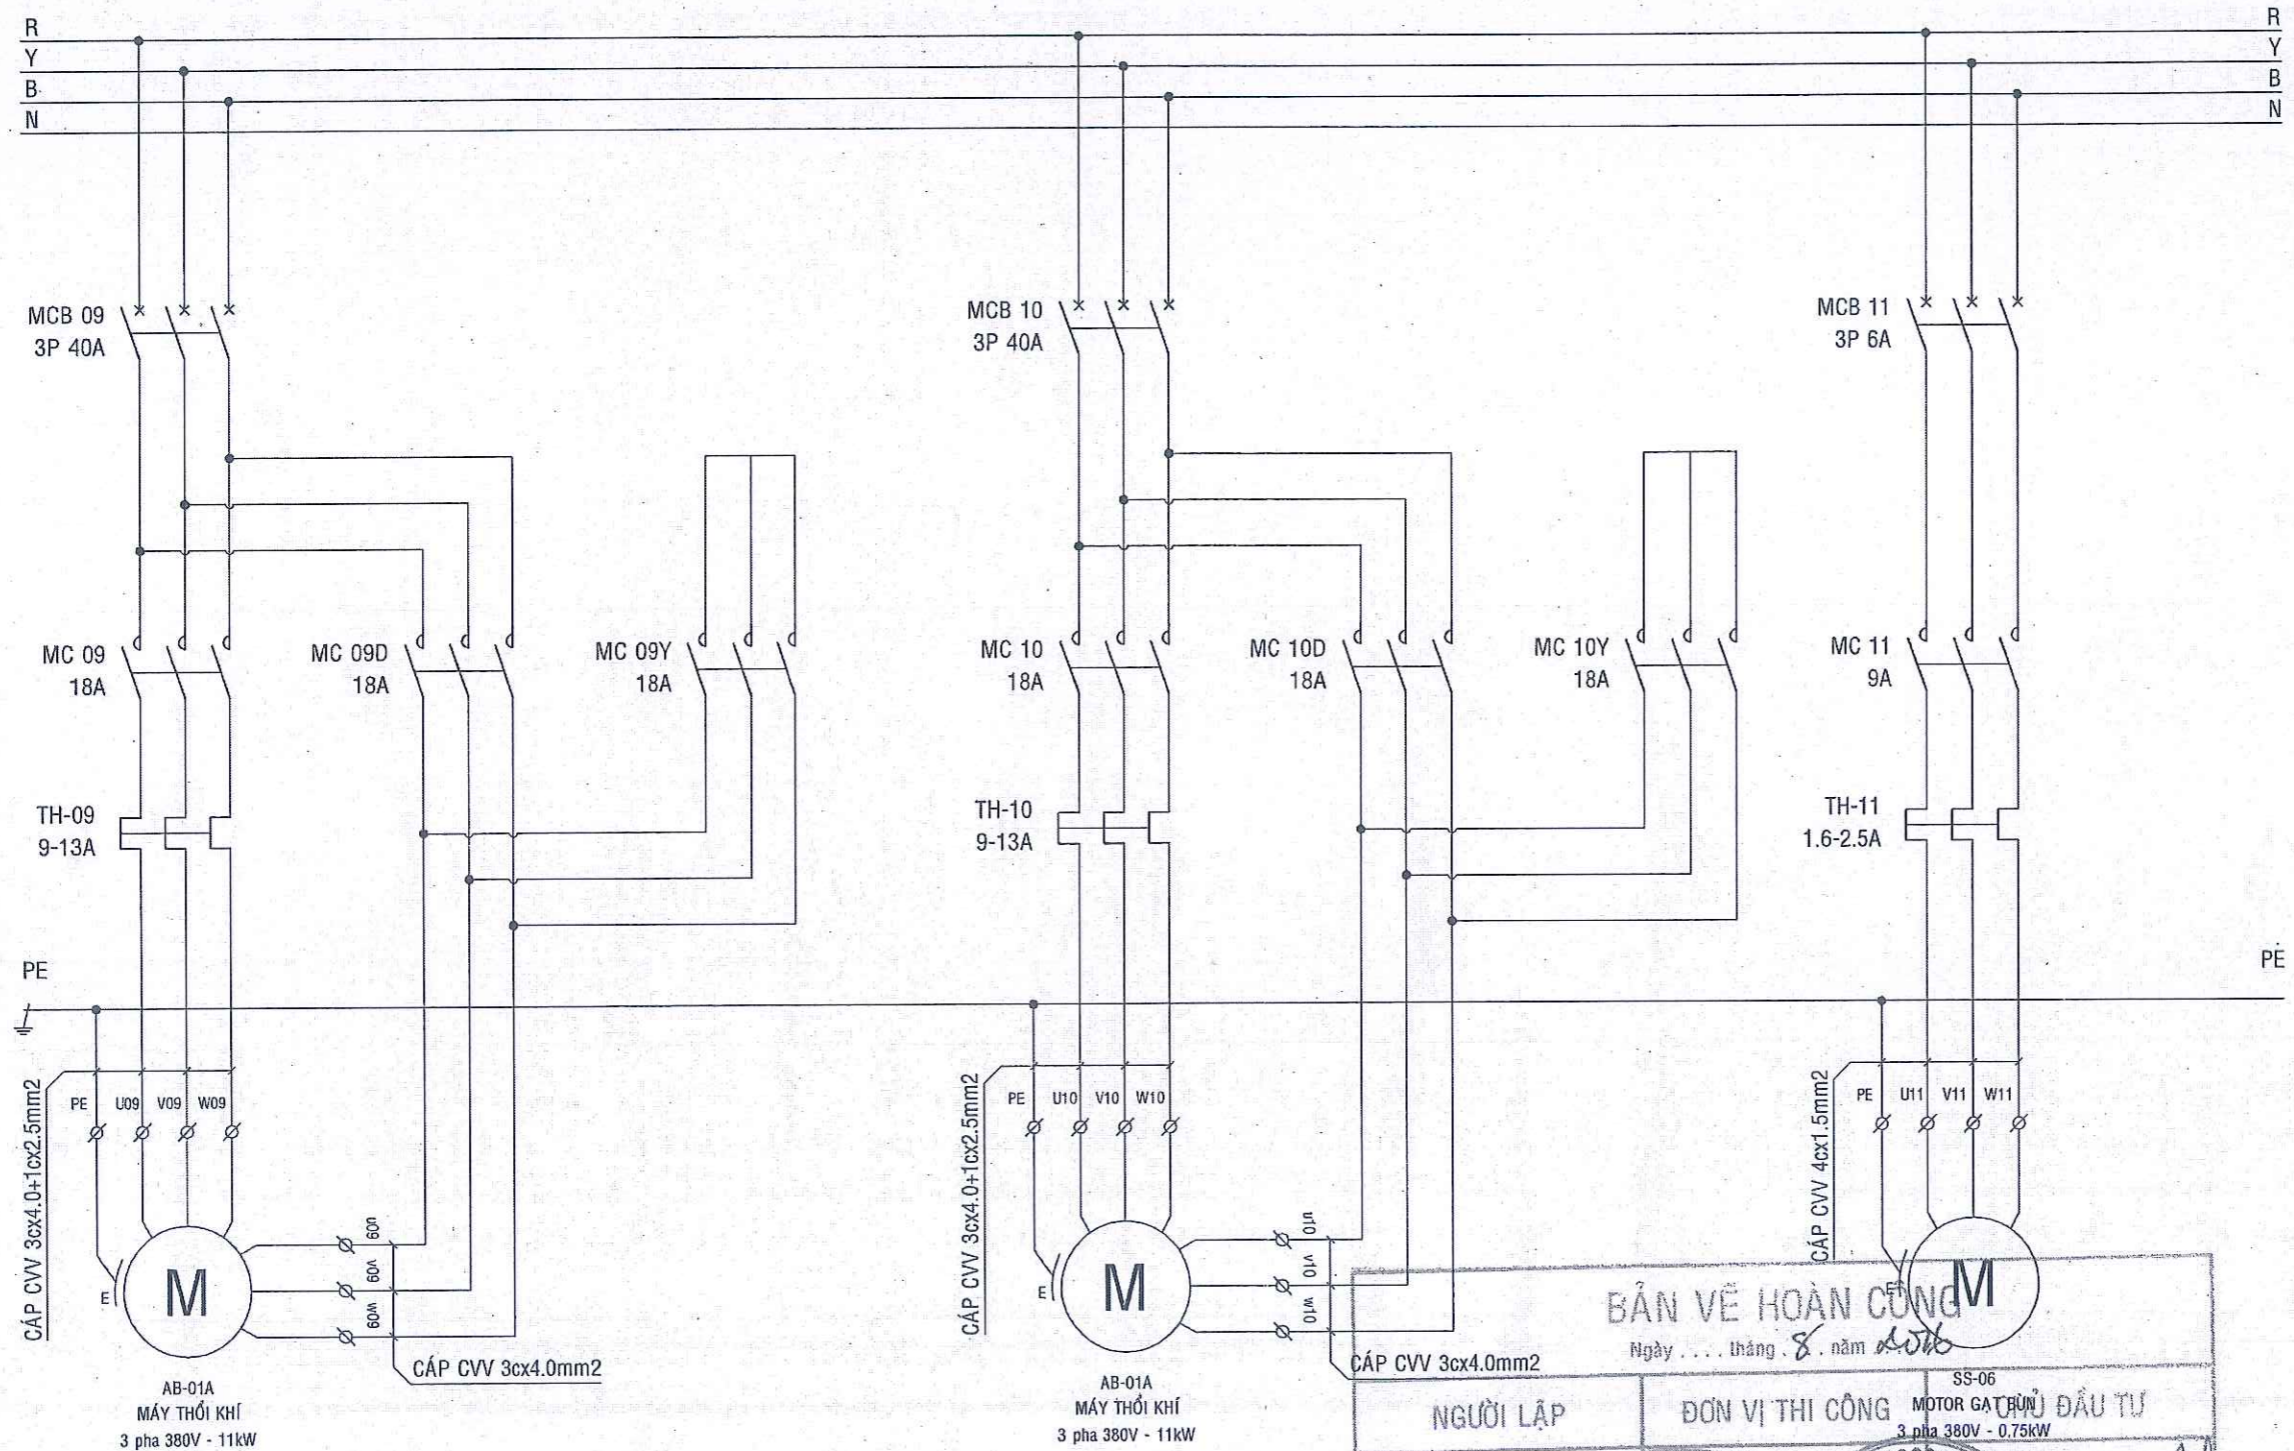 R
Y
B
N
R
Y
B
N
MCB 09
3P 40A
MCB 10
3P 40A
MCB 11
3P 6A
MC 09
18A
MC 09D
18A
MC 09Y
18A
MC 10
18A
MC 10D
18A
MC 10Y
18A
MC 11
9A
TH-09
9-13A
TH-10
9-13A
TH-11
1.6-2.5A
PE
PE
CÁP CVV 3cx4.0+1cx2.5mm2
PE U09 V09 W09
u09
v09
w09
E
M
CÁP CVV 3cx4.0mm2
AB-01A
MÁY THỔI KHÍ
3 pha 380V - 11kW
CÁP CVV 3cx4.0+1cx2.5mm2
PE U10 V10 W10
u10
v10
w10
E
M
CÁP CVV 3cx4.0mm2
AB-01A
MÁY THỔI KHÍ
3 pha 380V - 11kW
CÁP CVV 4cx1.5mm2
PE U11 V11 W11
E
M
SS-06
MOTOR GẠT BÙN
3 pha 380V - 0.75kW
BẢN VẼ HOÀN CÔNG
Ngày .... tháng . 8 . năm 2016
NGƯỜI LẬP
ĐƠN VỊ THI CÔNG
CHỦ ĐẦU TƯ